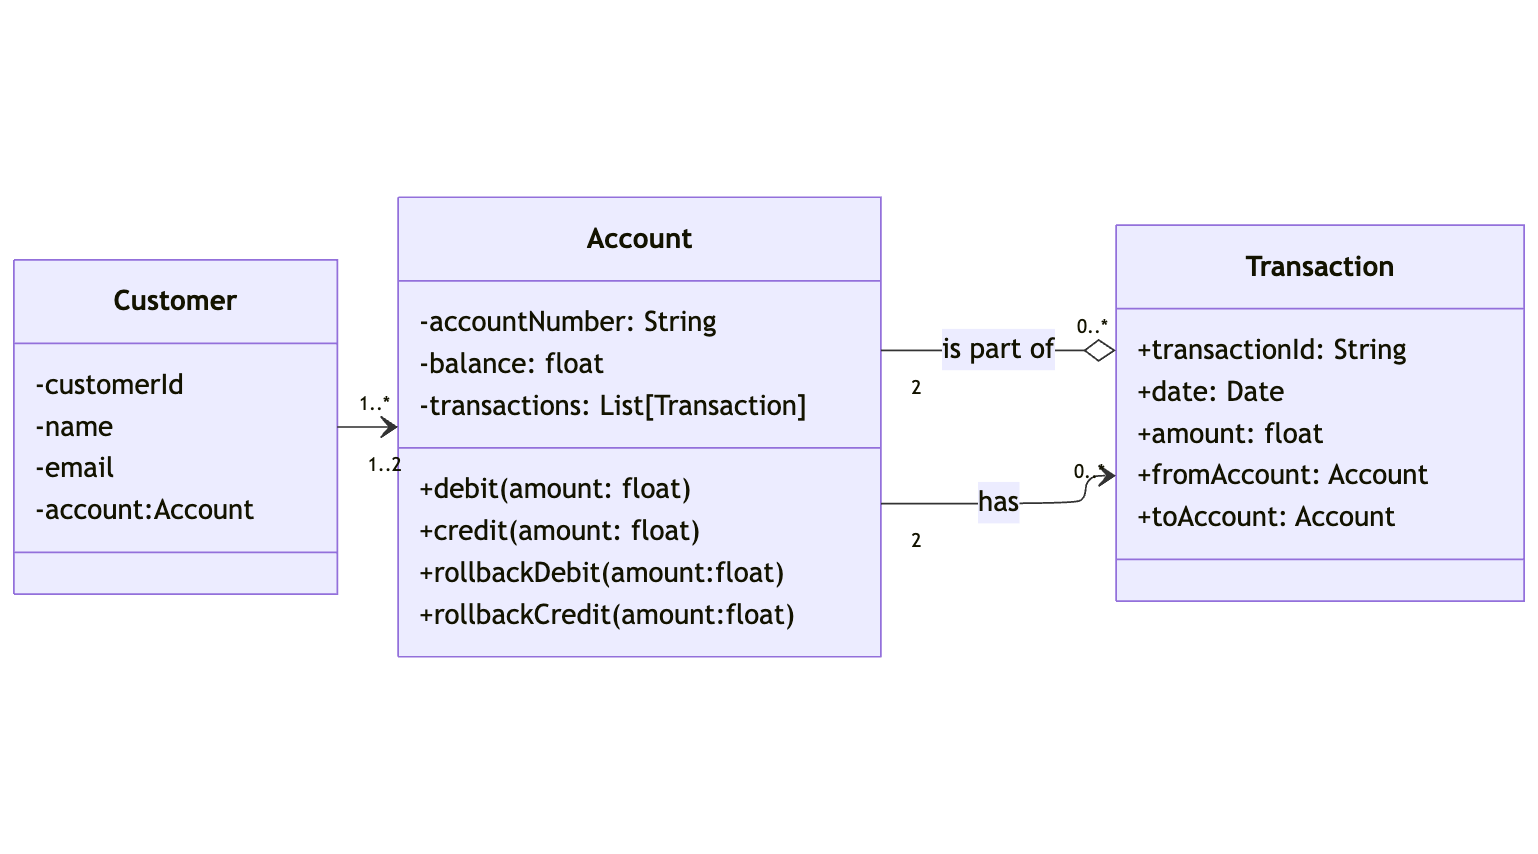 Customer
-customerId
-name
-email
-account:Account
1..*
1..2
Account
-accountNumber: String
-balance: float
-transactions: List[Transaction]
+debit(amount: float)
+credit(amount: float)
+rollbackDebit(amount:float)
+rollbackCredit(amount:float)
is part of
0..*
2
has
0..*
2
Transaction
+transactionId: String
+date: Date
+amount: float
+fromAccount: Account
+toAccount: Account